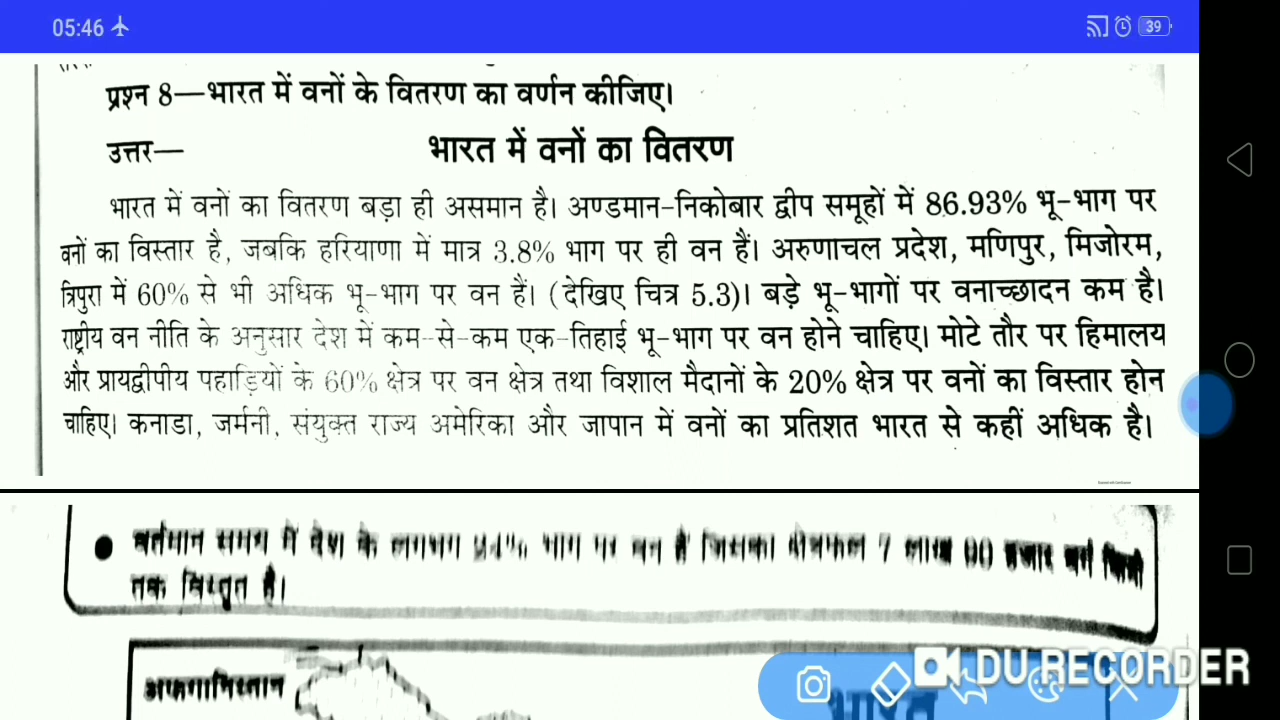 05:46
39
प्रश्न 8—भारत में वनों के वितरण का वर्णन कीजिए।
उत्तर— भारत में वनों का वितरण
भारत में वनों का वितरण बड़ा ही असमान है। अण्डमान-निकोबार द्वीप समूहों में 86.93% भू-भाग पर
वनों का विस्तार है, जबकि हरियाणा में मात्र 3.8% भाग पर ही वन हैं। अरुणाचल प्रदेश, मणिपुर, मिजोरम,
त्रिपुरा में 60% से भी अधिक भू-भाग पर वन हैं। (देखिए चित्र 5.3)। बड़े भू-भागों पर वनाच्छादन कम है।
राष्ट्रीय वन नीति के अनुसार देश में कम-से-कम एक-तिहाई भू-भाग पर वन होने चाहिए। मोटे तौर पर हिमालय
और प्रायद्वीपीय पहाड़ियों के 60% क्षेत्र पर वन क्षेत्र तथा विशाल मैदानों के 20% क्षेत्र पर वनों का विस्तार होन
चाहिए। कनाडा, जर्मनी, संयुक्त राज्य अमेरिका और जापान में वनों का प्रतिशत भारत से कहीं अधिक है।
● वर्तमान समय में देश के लगभग भाग पर वन है जिसका क्षेत्रफल 7 लाख हजार वर्ग
तक विस्तृत है।
अफगानिस्तान
भारत
DU RECORDER